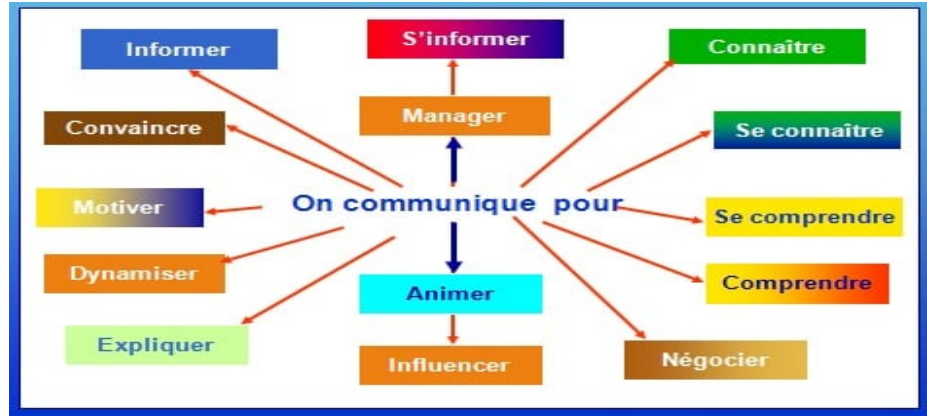 Informer
S'informer
Connaître
Manager
Convaincre
Se connaître
Motiver
On communique pour
Se comprendre
Dynamiser
Animer
Comprendre
Expliquer
Influencer
Négocier